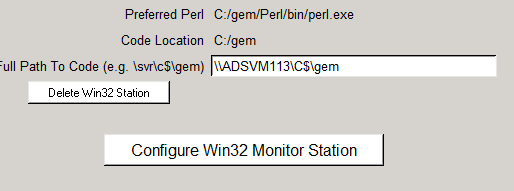 Preferred Perl C:/gem/Perl/bin/perl.exe
Code Location C:/gem
Full Path To Code (e.g. \svr\c$\gem) \\ADSVM113\C$\gem
Delete Win32 Station
Configure Win32 Monitor Station